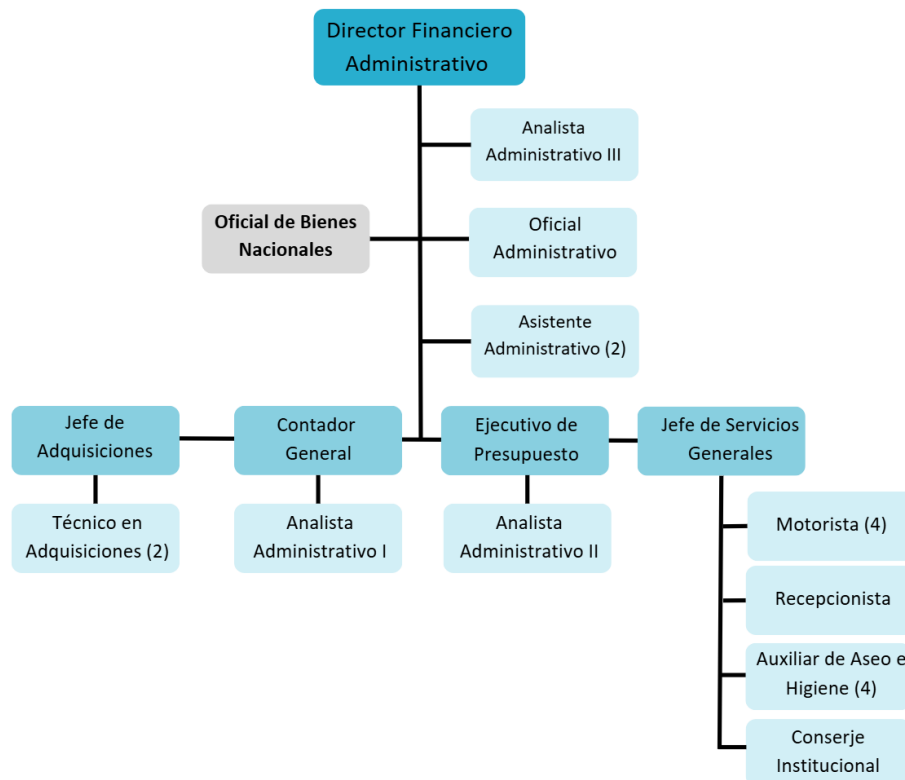 Director Financiero
Administrativo
Analista
Administrativo III
Oficial de Bienes
Nacionales
Oficial
Administrativo
Asistente
Administrativo (2)
Jefe de
Adquisiciones
Contador
General
Ejecutivo de
Presupuesto
Jefe de Servicios
Generales
Técnico en
Adquisiciones (2)
Analista
Administrativo I
Analista
Administrativo II
Motorista (4)
Recepcionista
Auxiliar de Aseo e
Higiene (4)
Conserje
Institucional